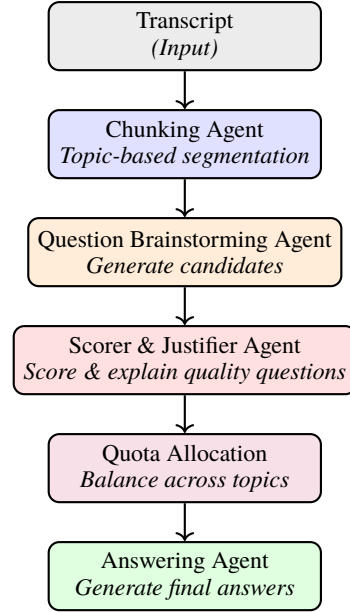 Transcript
(Input)
Chunking Agent
Topic-based segmentation
Question Brainstorming Agent
Generate candidates
Scorer & Justifier Agent
Score & explain quality questions
Quota Allocation
Balance across topics
Answering Agent
Generate final answers